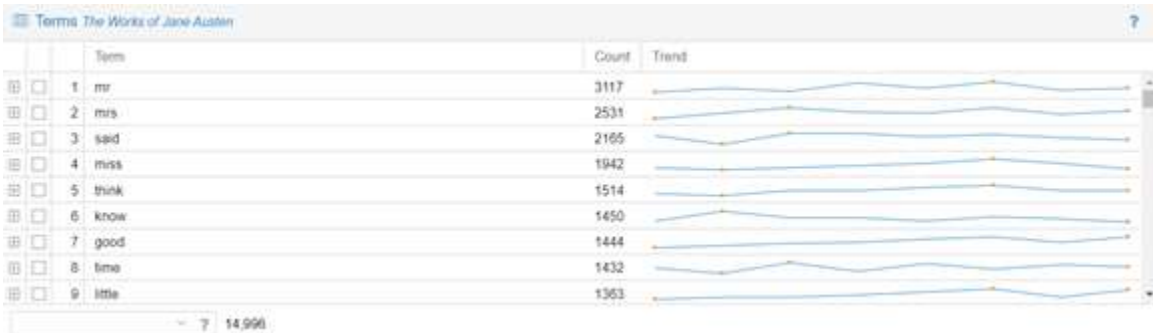 Terms The Works of Jane Austen ?
Term Count Trend
1 mr 3117
2 mrs 2531
3 said 2165
4 miss 1942
5 think 1514
6 know 1450
7 good 1444
8 time 1432
9 little 1363
? 14,996